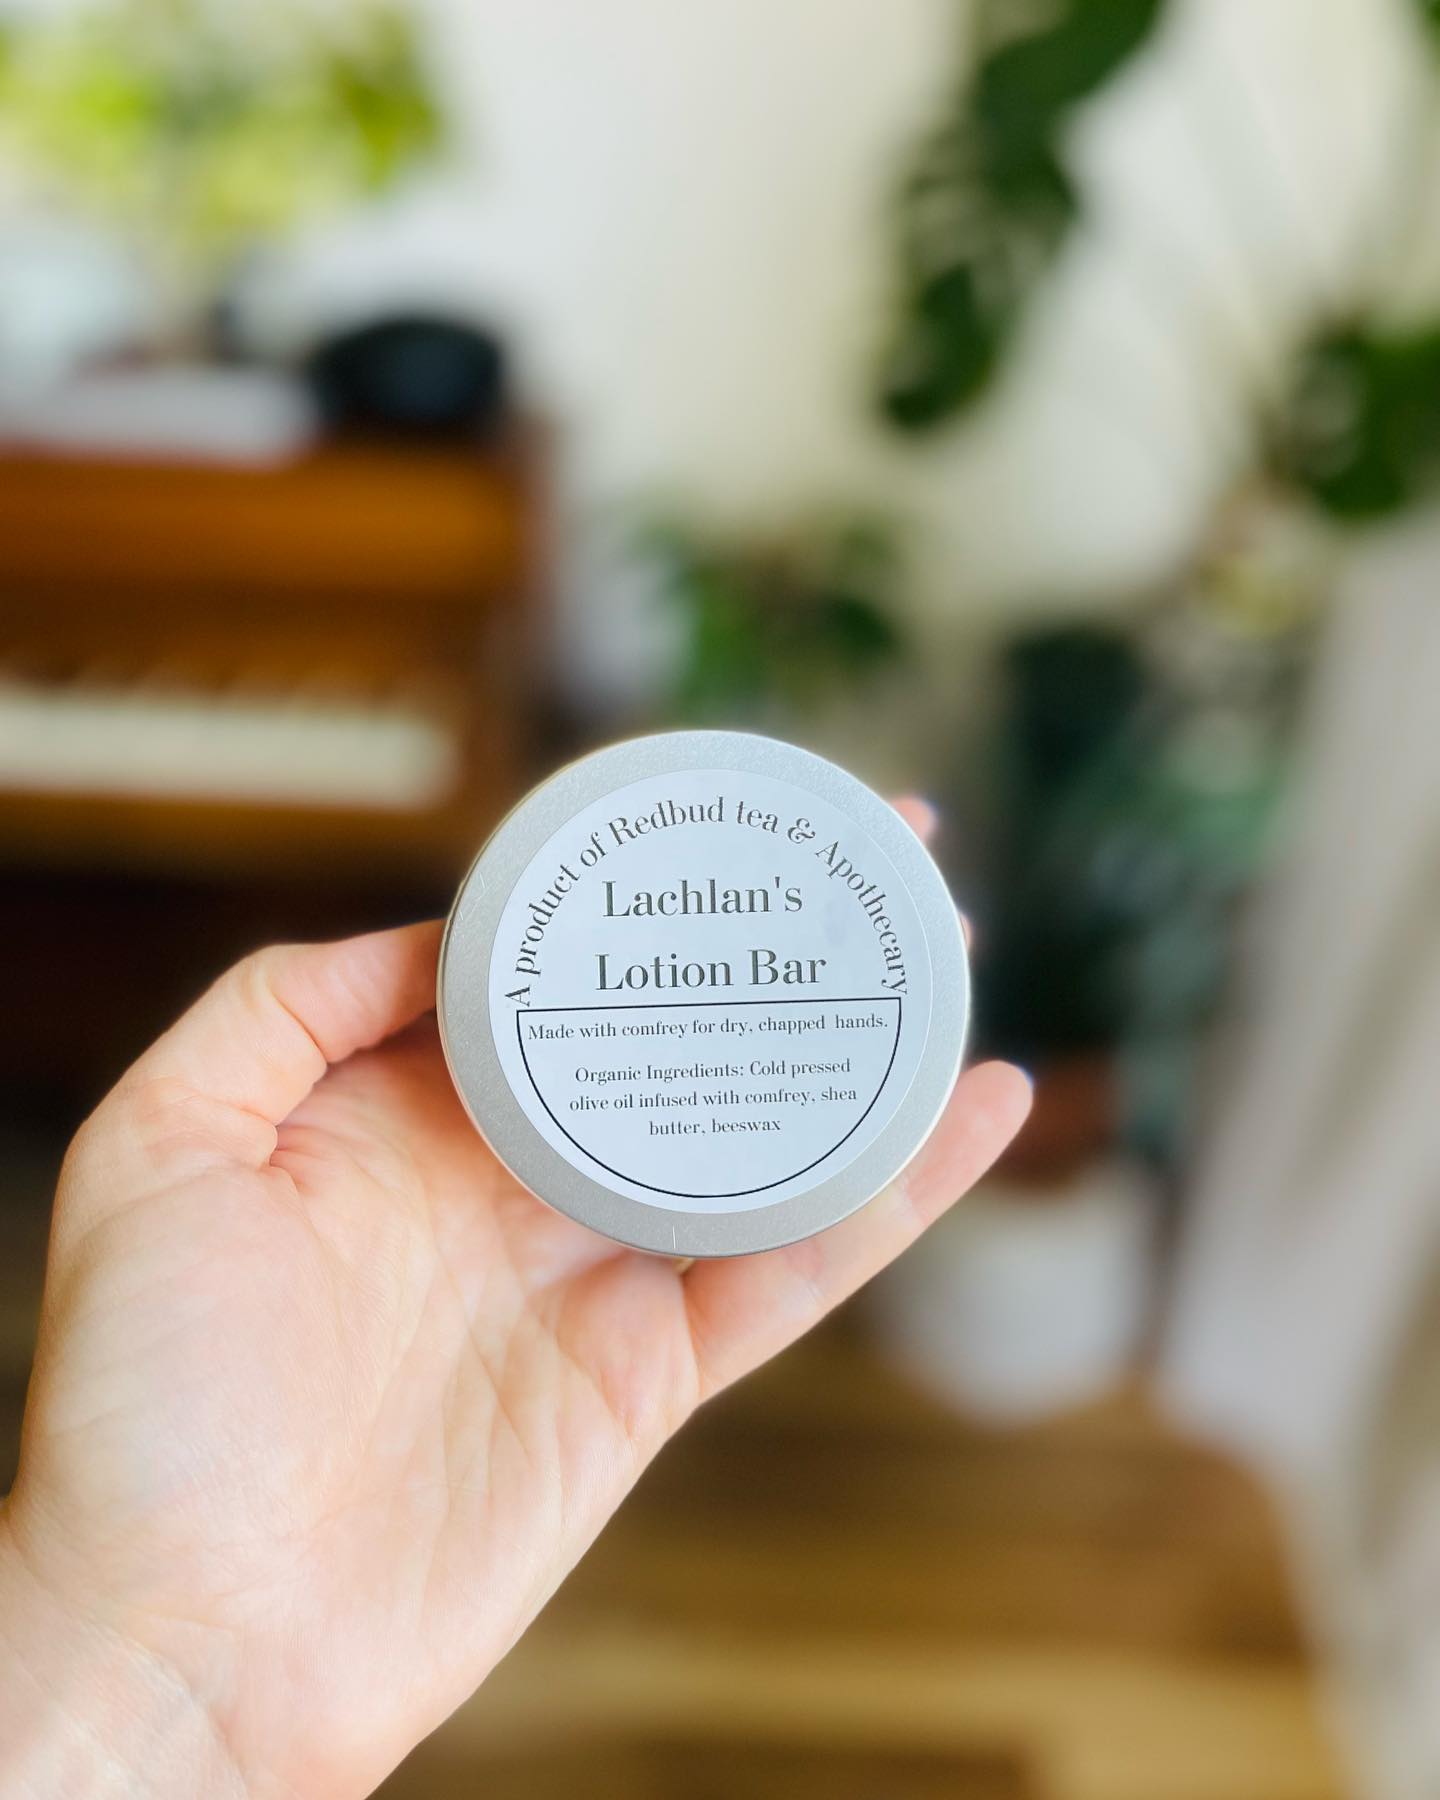 A product of Redbud tea & Apothecary
Lachlan's
Lotion Bar
Made with comfrey for dry, chapped hands.
Organic Ingredients: Cold pressed
olive oil infused with comfrey, shea
butter, beeswax